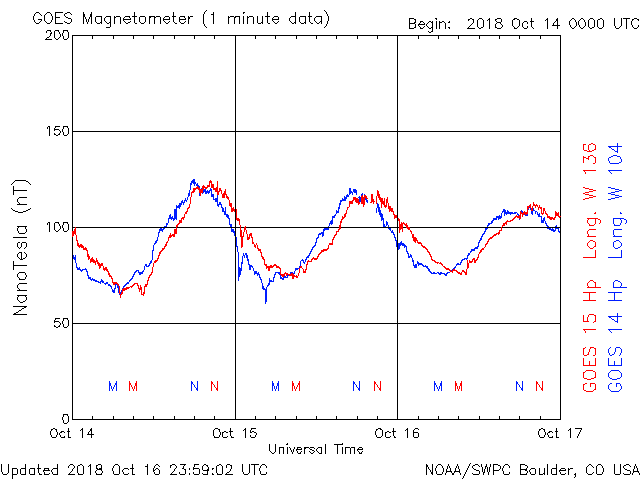 GOES Magnetometer (1 minute data)
Begin: 2018 Oct 14 0000 UTC
200
150
100
50
0
NanoTesla (nT)
M M N N M M N N M M N N
Oct 14 Oct 15 Oct 16 Oct 17
Universal Time
GOES 15 Hp Long. W 136
GOES 14 Hp Long. W 104
Updated 2018 Oct 16 23:59:02 UTC
NOAA/SWPC Boulder, CO USA